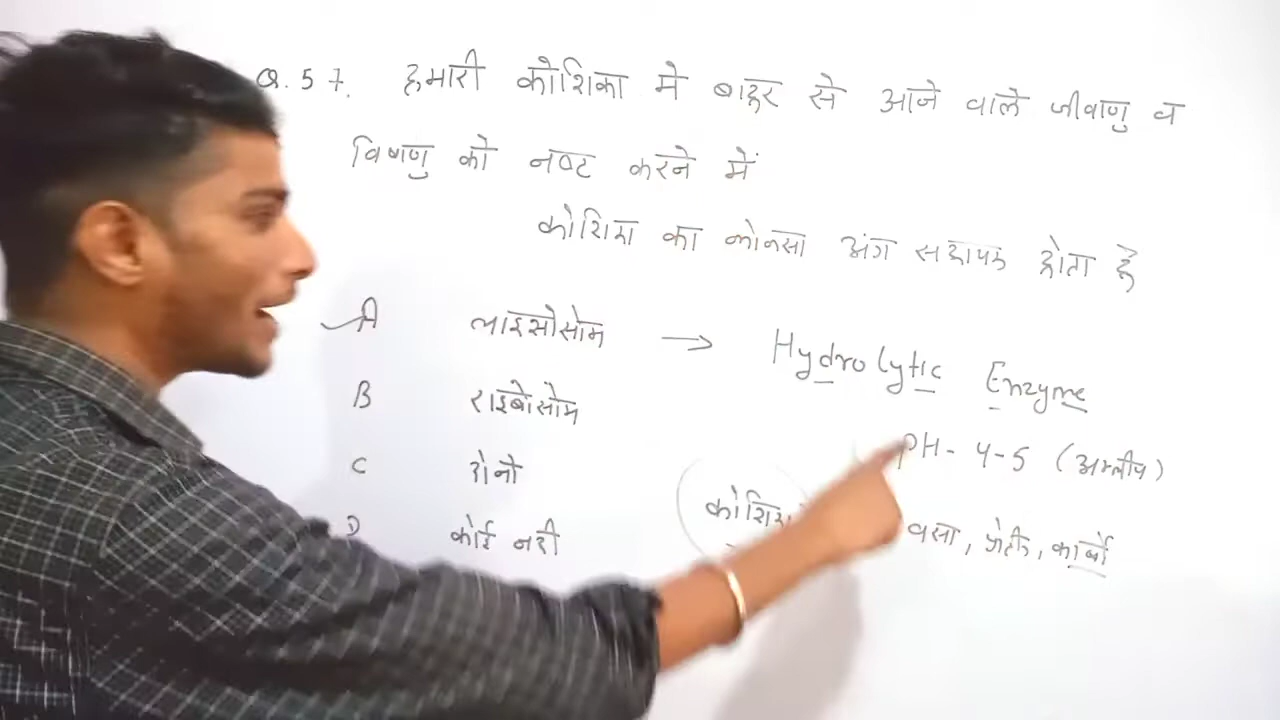 Q.57. हमारी कोशिका मे बाहर से आने वाले जीवाणु व
विषाणु को नष्ट करने में
कोशिका का कोनसा अंग सहायक होता है
A लाइसोसोम → Hydrolytic Enzyme
B राइबोसोम
PH- 4-5 (अम्लीय)
C दोनो
D कोई नही
वसा, प्रोटीन, कार्बो